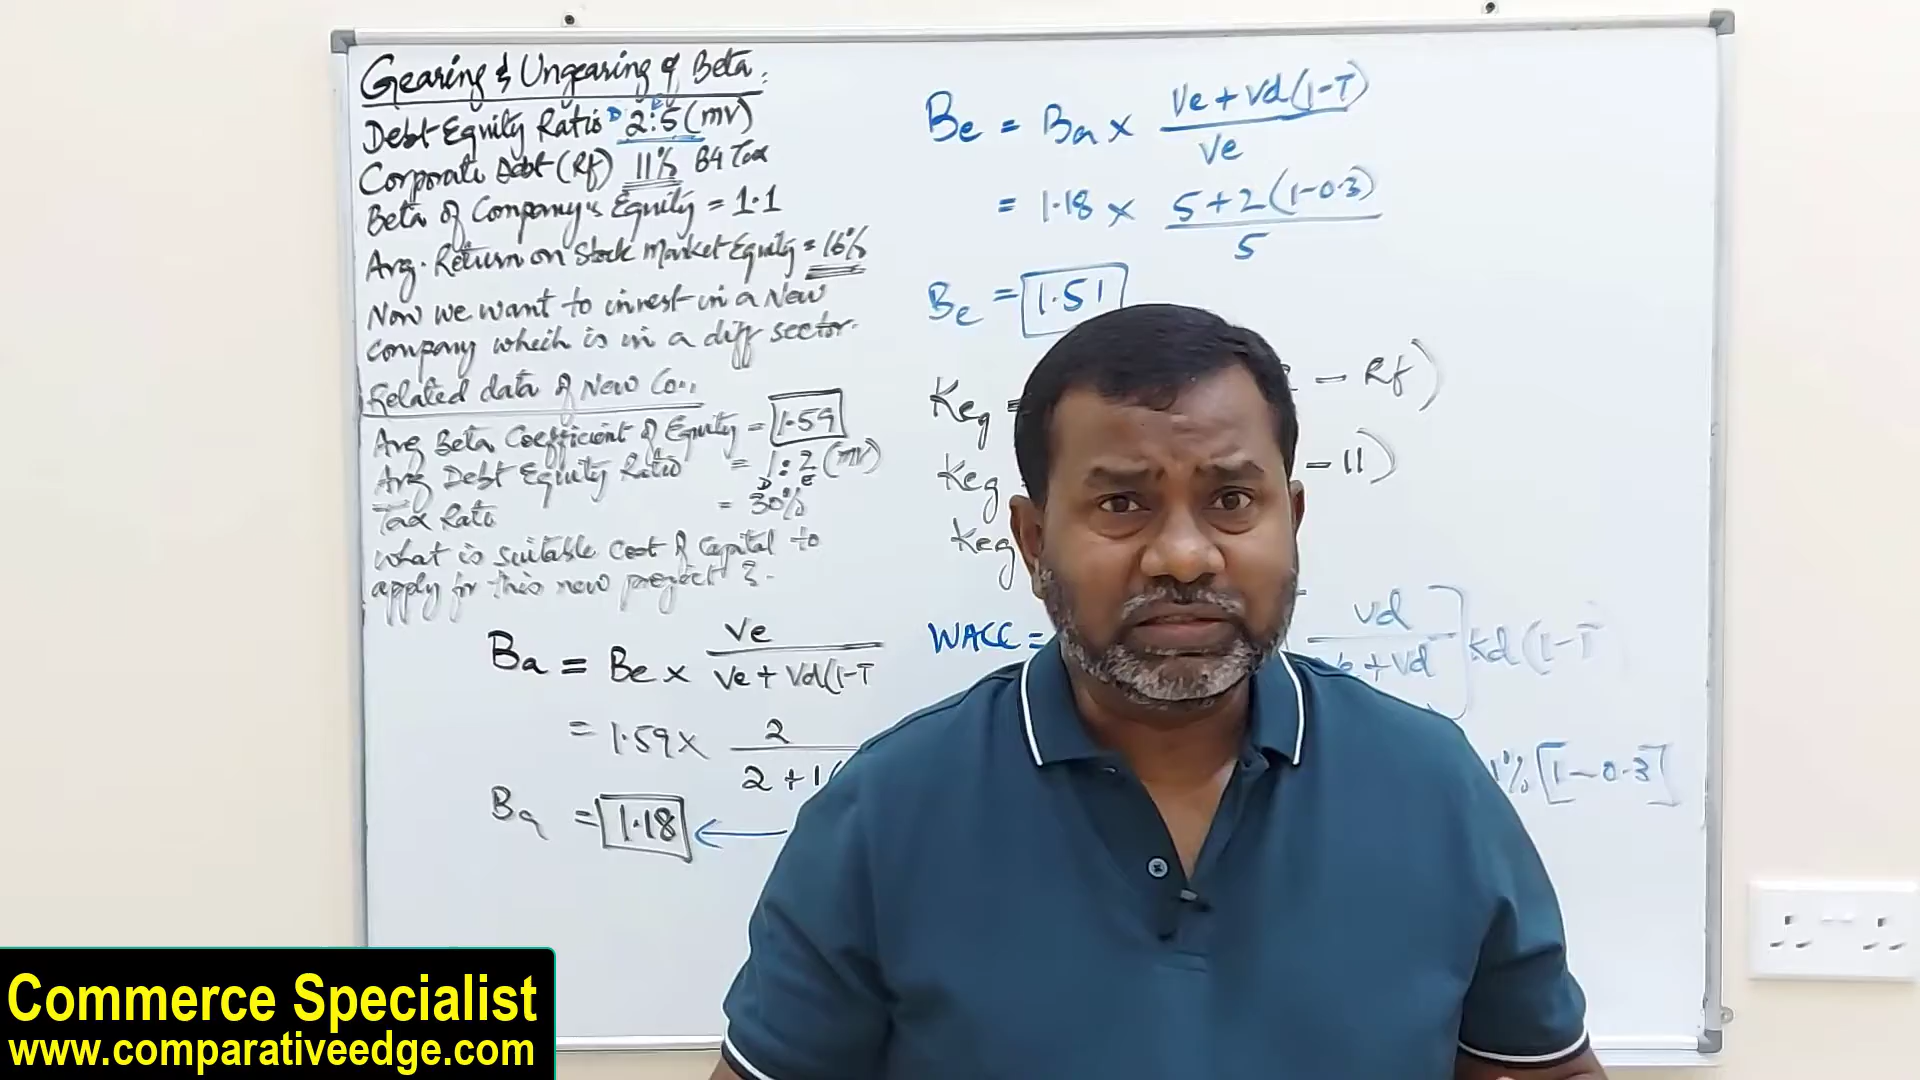 Gearing & Ungearing of Beta:
Debt Equity Ratio D 2:5 E (mv)
Corporate Debt (Rf) 11% B4 Tax
Beta of Company's Equity = 1.1
Avg. Return on Stock Market Equity = 16%
Now we want to invest in a New
Company which is in a diff sector.
Related data of New Co.,
Avg Beta Coefficient of Equity = 1.59
Avg Debt Equity Ratio = 1:2 (mv)
D E
Tax Rate = 30%
What is suitable Cost of Capital to
apply for this new project?
Ba = Be x Ve / Ve + Vd(1-T
= 1.59 x 2 / 2 + 1(
Ba = 1.18
Be = Ba x Ve + Vd(1-T) / Ve
= 1.18 x 5 + 2(1-0.3) / 5
Be = 1.51
Keg = - Rf)
Keg - 11)
Keg
WACC = Vd / + Vd ] Kd (1-T
1% [1-0.3]
Commerce Specialist
www.comparativeedge.com